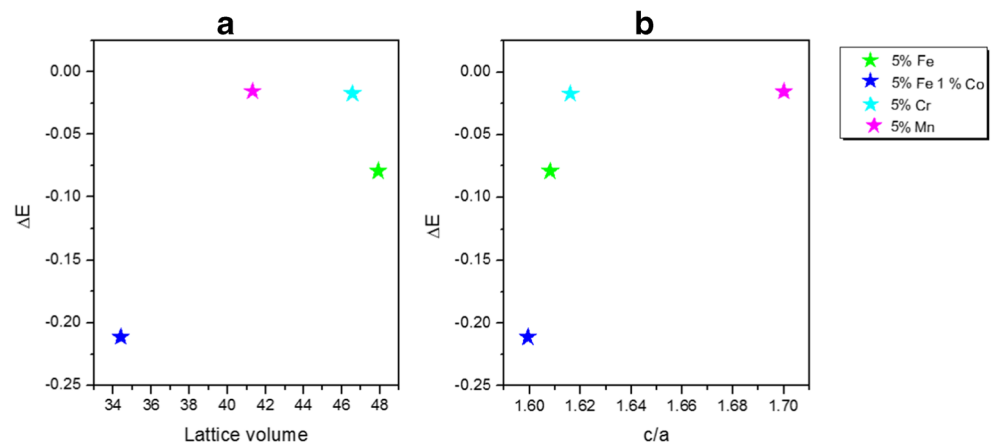 a
0.00
-0.05
-0.10
-0.15
-0.20
-0.25
ΔE
34 36 38 40 42 44 46 48
Lattice volume
b
0.00
-0.05
-0.10
-0.15
-0.20
-0.25
ΔE
1.60 1.62 1.64 1.66 1.68 1.70
c/a
5% Fe
5% Fe 1 % Co
5% Cr
5% Mn